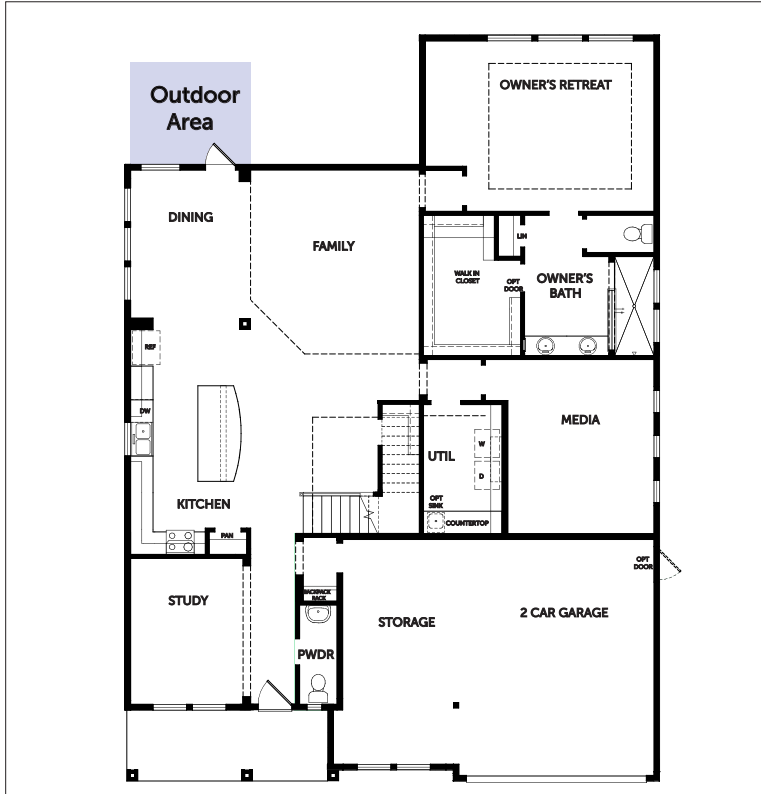 OWNER'S RETREAT
Outdoor
Area
DINING
FAMILY
LIN
WALK IN
CLOSET
OPT
DOOR
OWNER'S
BATH
REF
DW
MEDIA
W
UTIL
D
KITCHEN
OPT
SINK
COUNTERTOP
PAN
OPT
DOOR
BACKPACK
RACK
STUDY
STORAGE
2 CAR GARAGE
PWDR